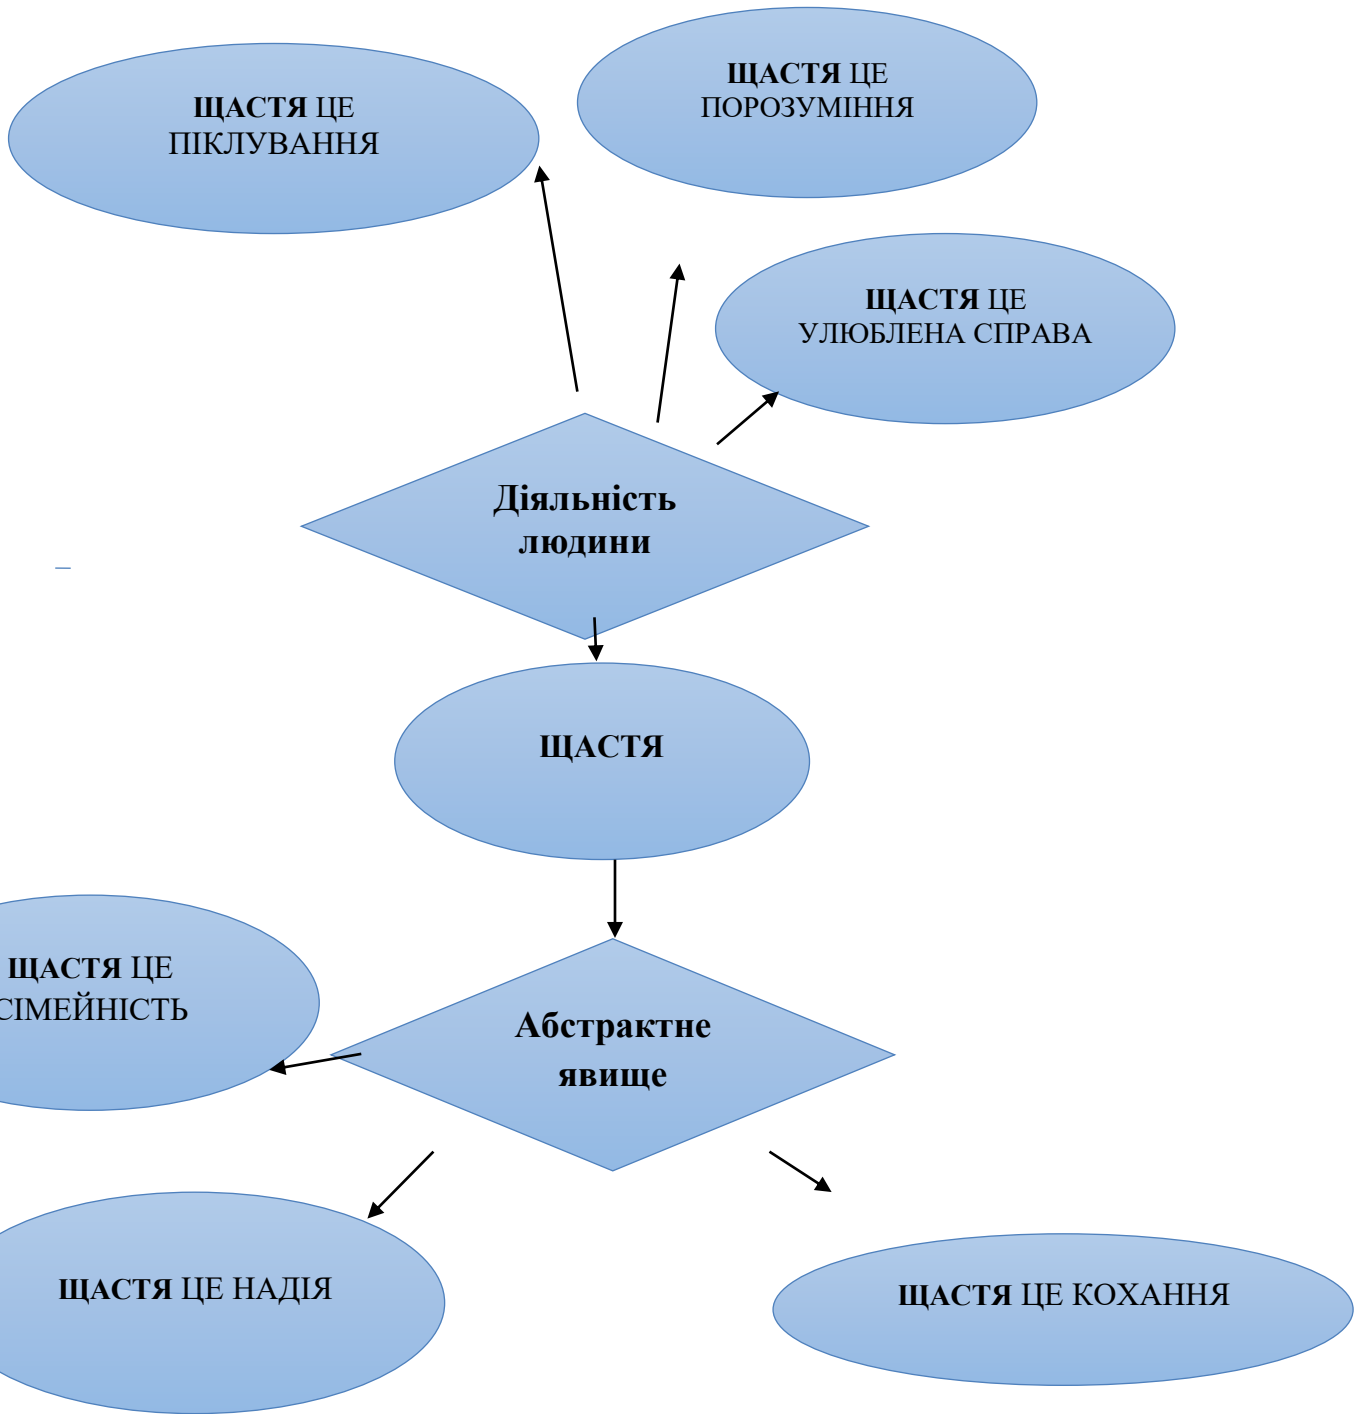 ЩАСТЯ ЦЕ
ПІКЛУВАННЯ
ЩАСТЯ ЦЕ
ПОРОЗУМІННЯ
ЩАСТЯ ЦЕ
УЛЮБЛЕНА СПРАВА
Діяльність
людини
ЩАСТЯ
ЩАСТЯ ЦЕ
СІМЕЙНІСТЬ
Абстрактне
явище
ЩАСТЯ ЦЕ НАДІЯ
ЩАСТЯ ЦЕ КОХАННЯ